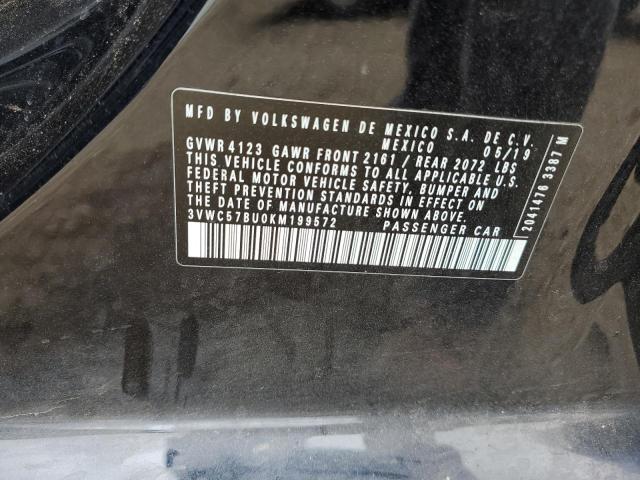 MFD BY VOLKSWAGEN DE MEXICO S.A. DE C.V.
MEXICO 05/19
GVWR 4123 GAWR FRONT 2161 / REAR 2072 LBS
THIS VEHICLE CONFORMS TO ALL APPLICABLE U.S.
FEDERAL MOTOR VEHICLE SAFETY, BUMPER AND
THEFT PREVENTION STANDARDS IN EFFECT ON
THE DATE OF MANUFACTURE SHOWN ABOVE.
3VWC57BU0KM199572 PASSENGER CAR
2041476 3387 M